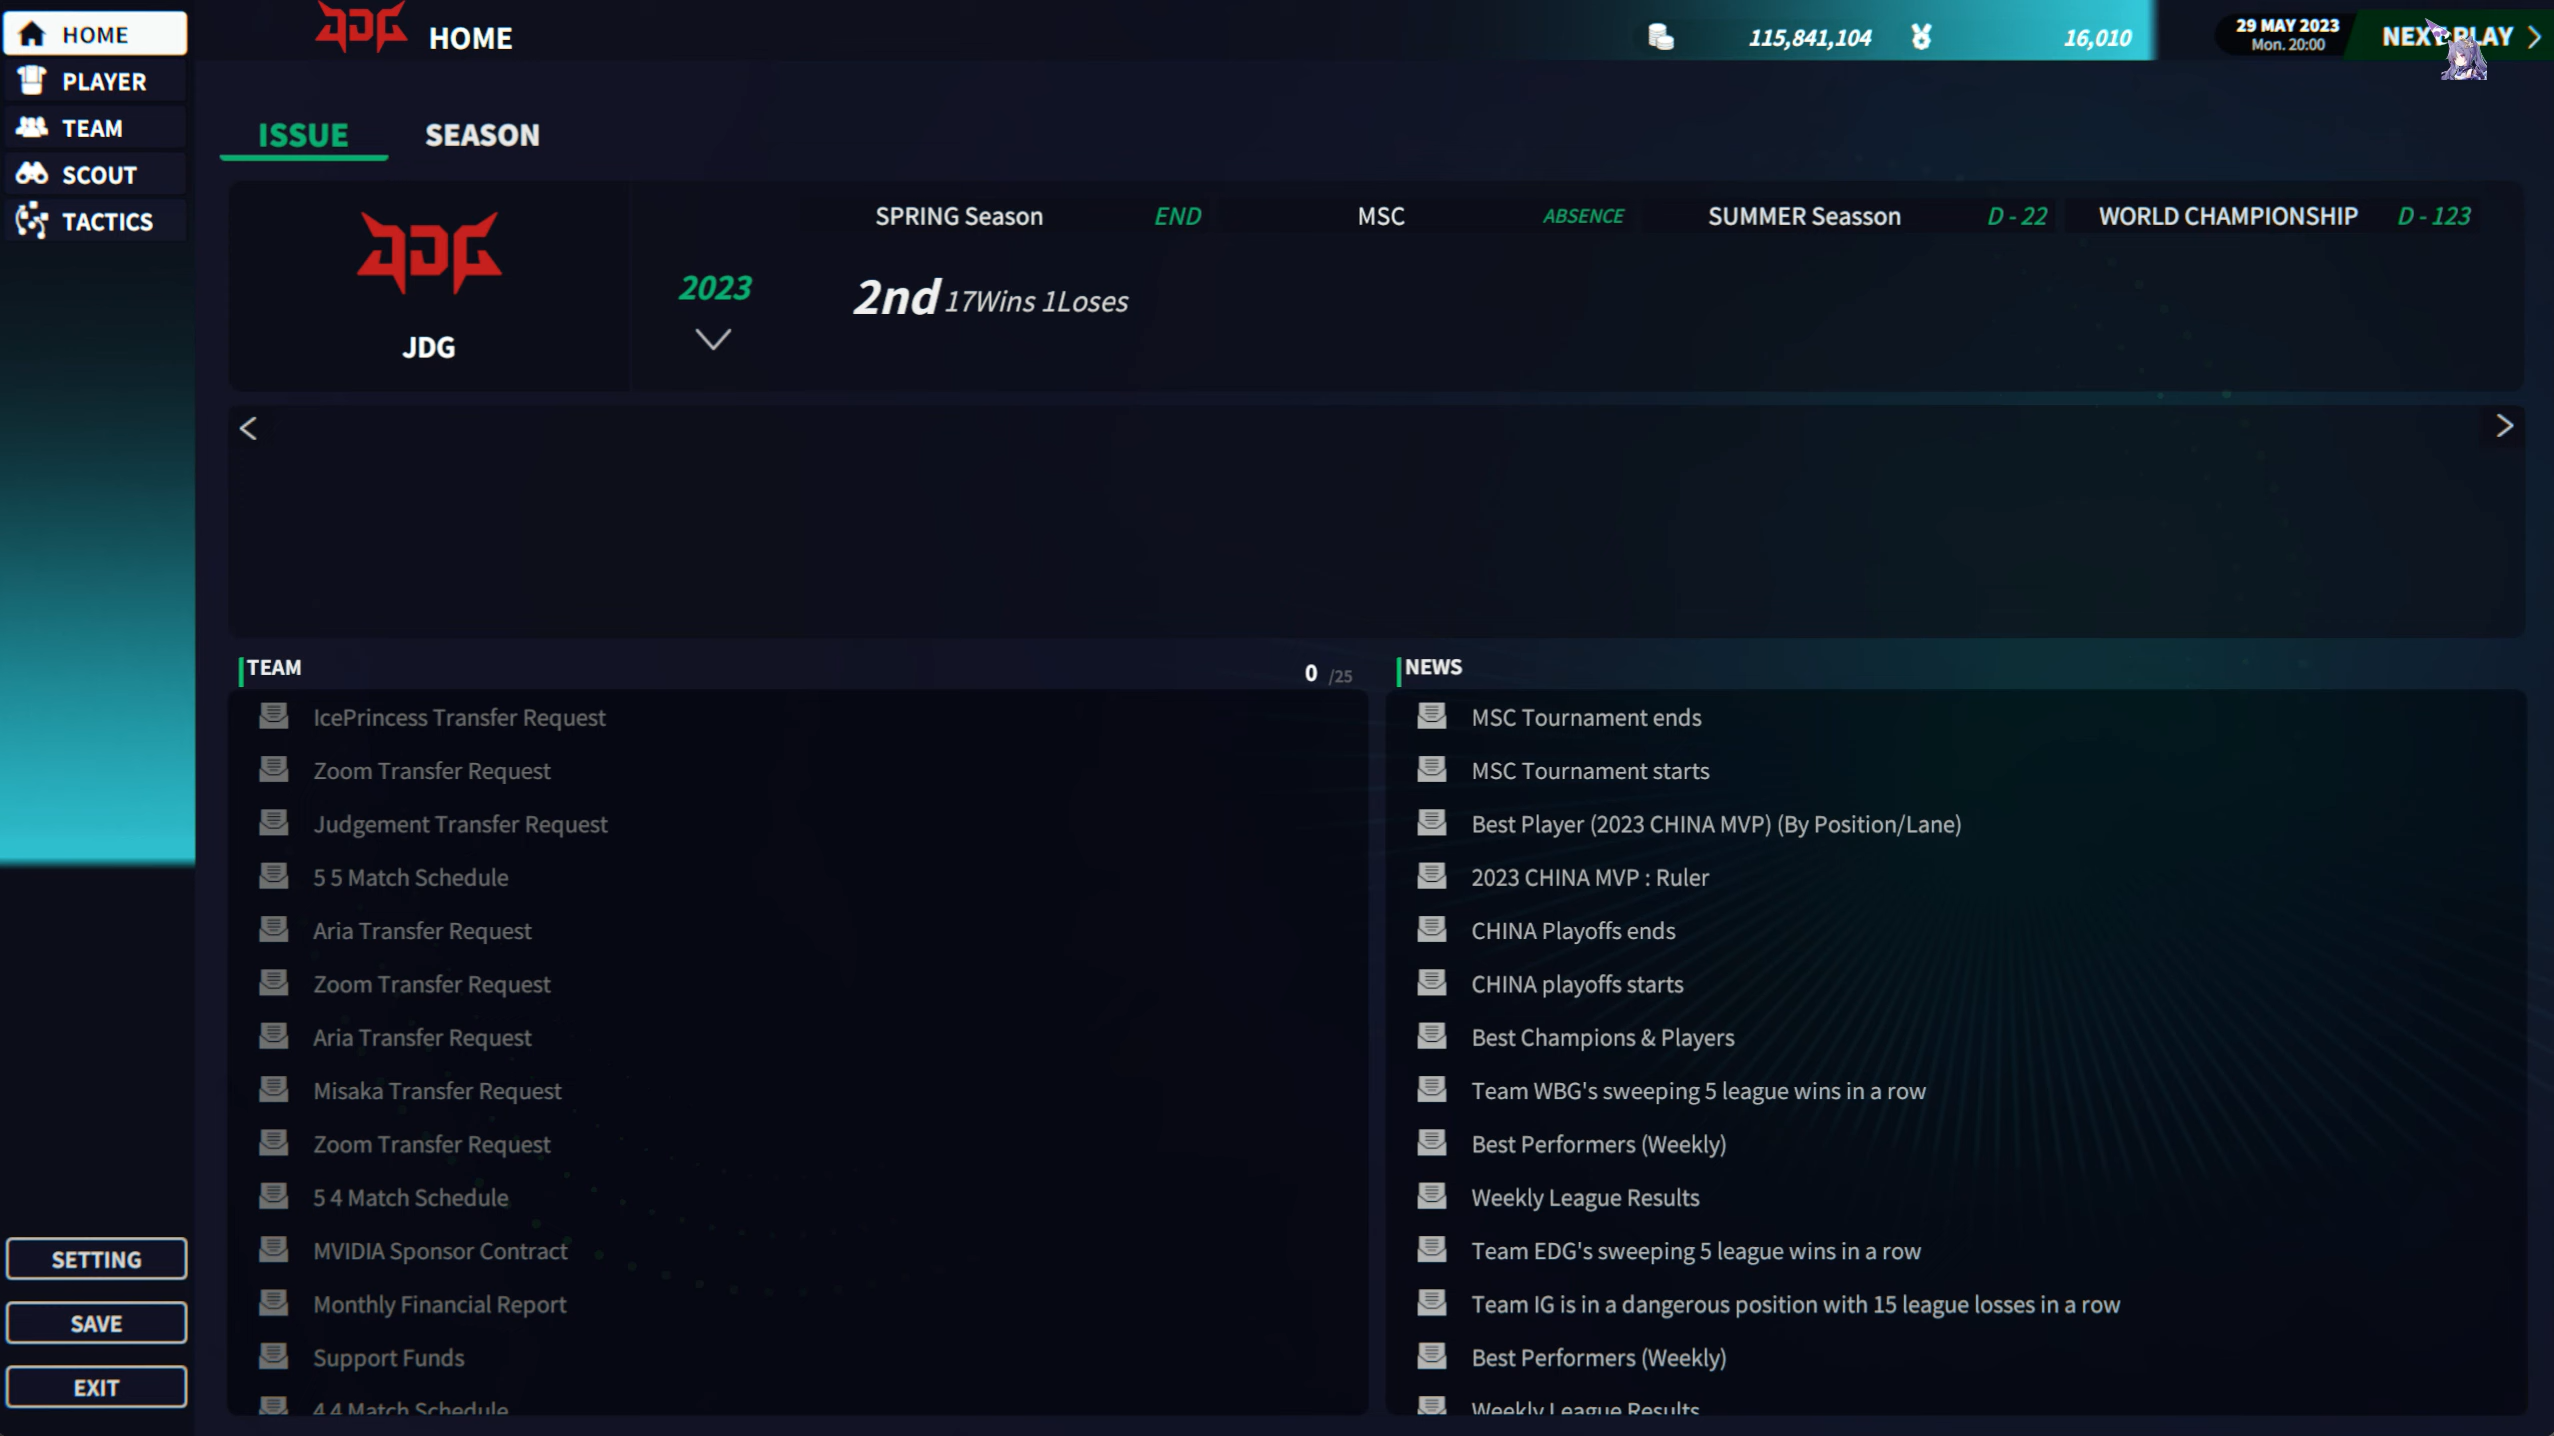 HOME
PLAYER
TEAM
SCOUT
TACTICS
SETTING
SAVE
EXIT
JDG HOME
115,841,104 16,010
29 MAY 2023
Mon. 20:00
NEXT PLAY
ISSUE SEASON
JDG
JDG
2023
SPRING Season END MSC ABSENCE SUMMER Seasson D - 22 WORLD CHAMPIONSHIP D - 123
2nd 17Wins 1Loses
TEAM 0 /25
IcePrincess Transfer Request
Zoom Transfer Request
Judgement Transfer Request
5 5 Match Schedule
Aria Transfer Request
Zoom Transfer Request
Aria Transfer Request
Misaka Transfer Request
Zoom Transfer Request
5 4 Match Schedule
MVIDIA Sponsor Contract
Monthly Financial Report
Support Funds
4 4 Match Schedule
NEWS
MSC Tournament ends
MSC Tournament starts
Best Player (2023 CHINA MVP) (By Position/Lane)
2023 CHINA MVP : Ruler
CHINA Playoffs ends
CHINA playoffs starts
Best Champions & Players
Team WBG's sweeping 5 league wins in a row
Best Performers (Weekly)
Weekly League Results
Team EDG's sweeping 5 league wins in a row
Team IG is in a dangerous position with 15 league losses in a row
Best Performers (Weekly)
Weekly League Results